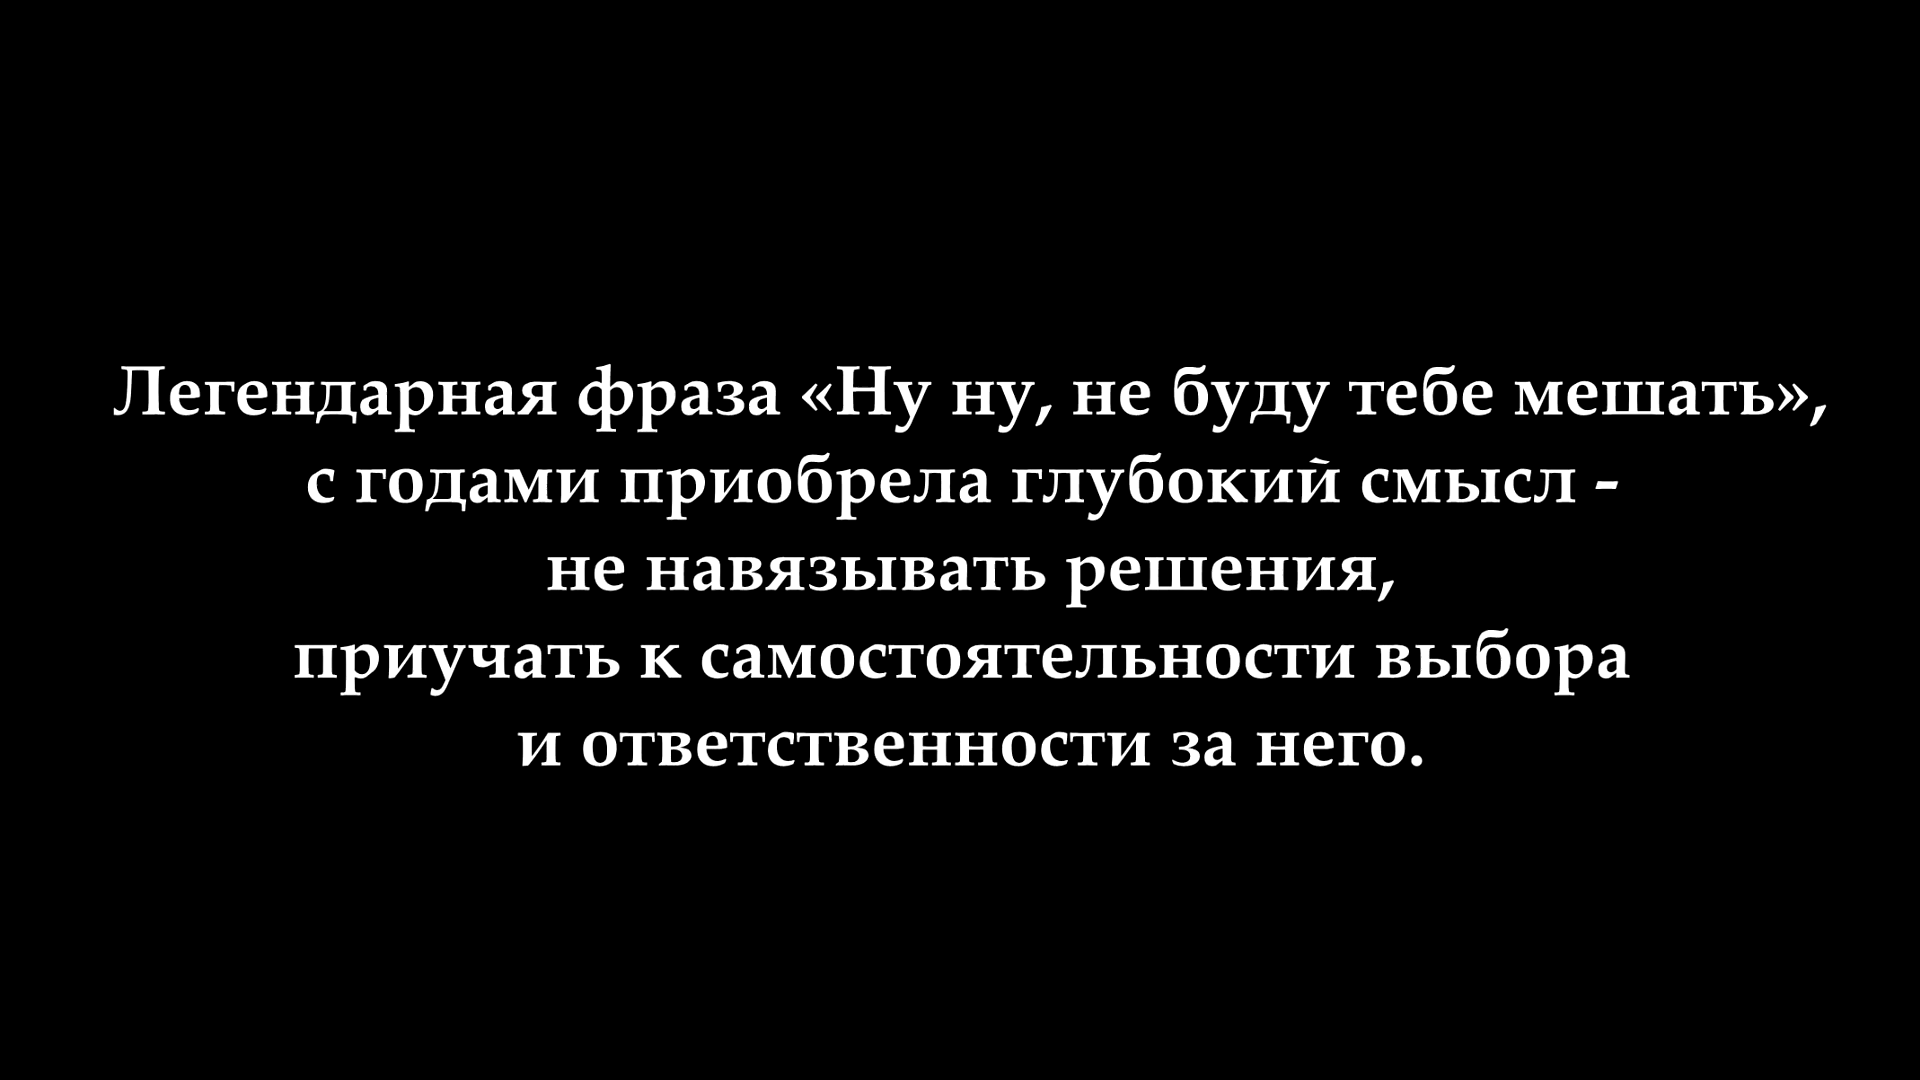 Легендарная фраза «Ну ну, не буду тебе мешать»,
с годами приобрела глубокий смысл -
не навязывать решения,
приучать к самостоятельности выбора
и ответственности за него.